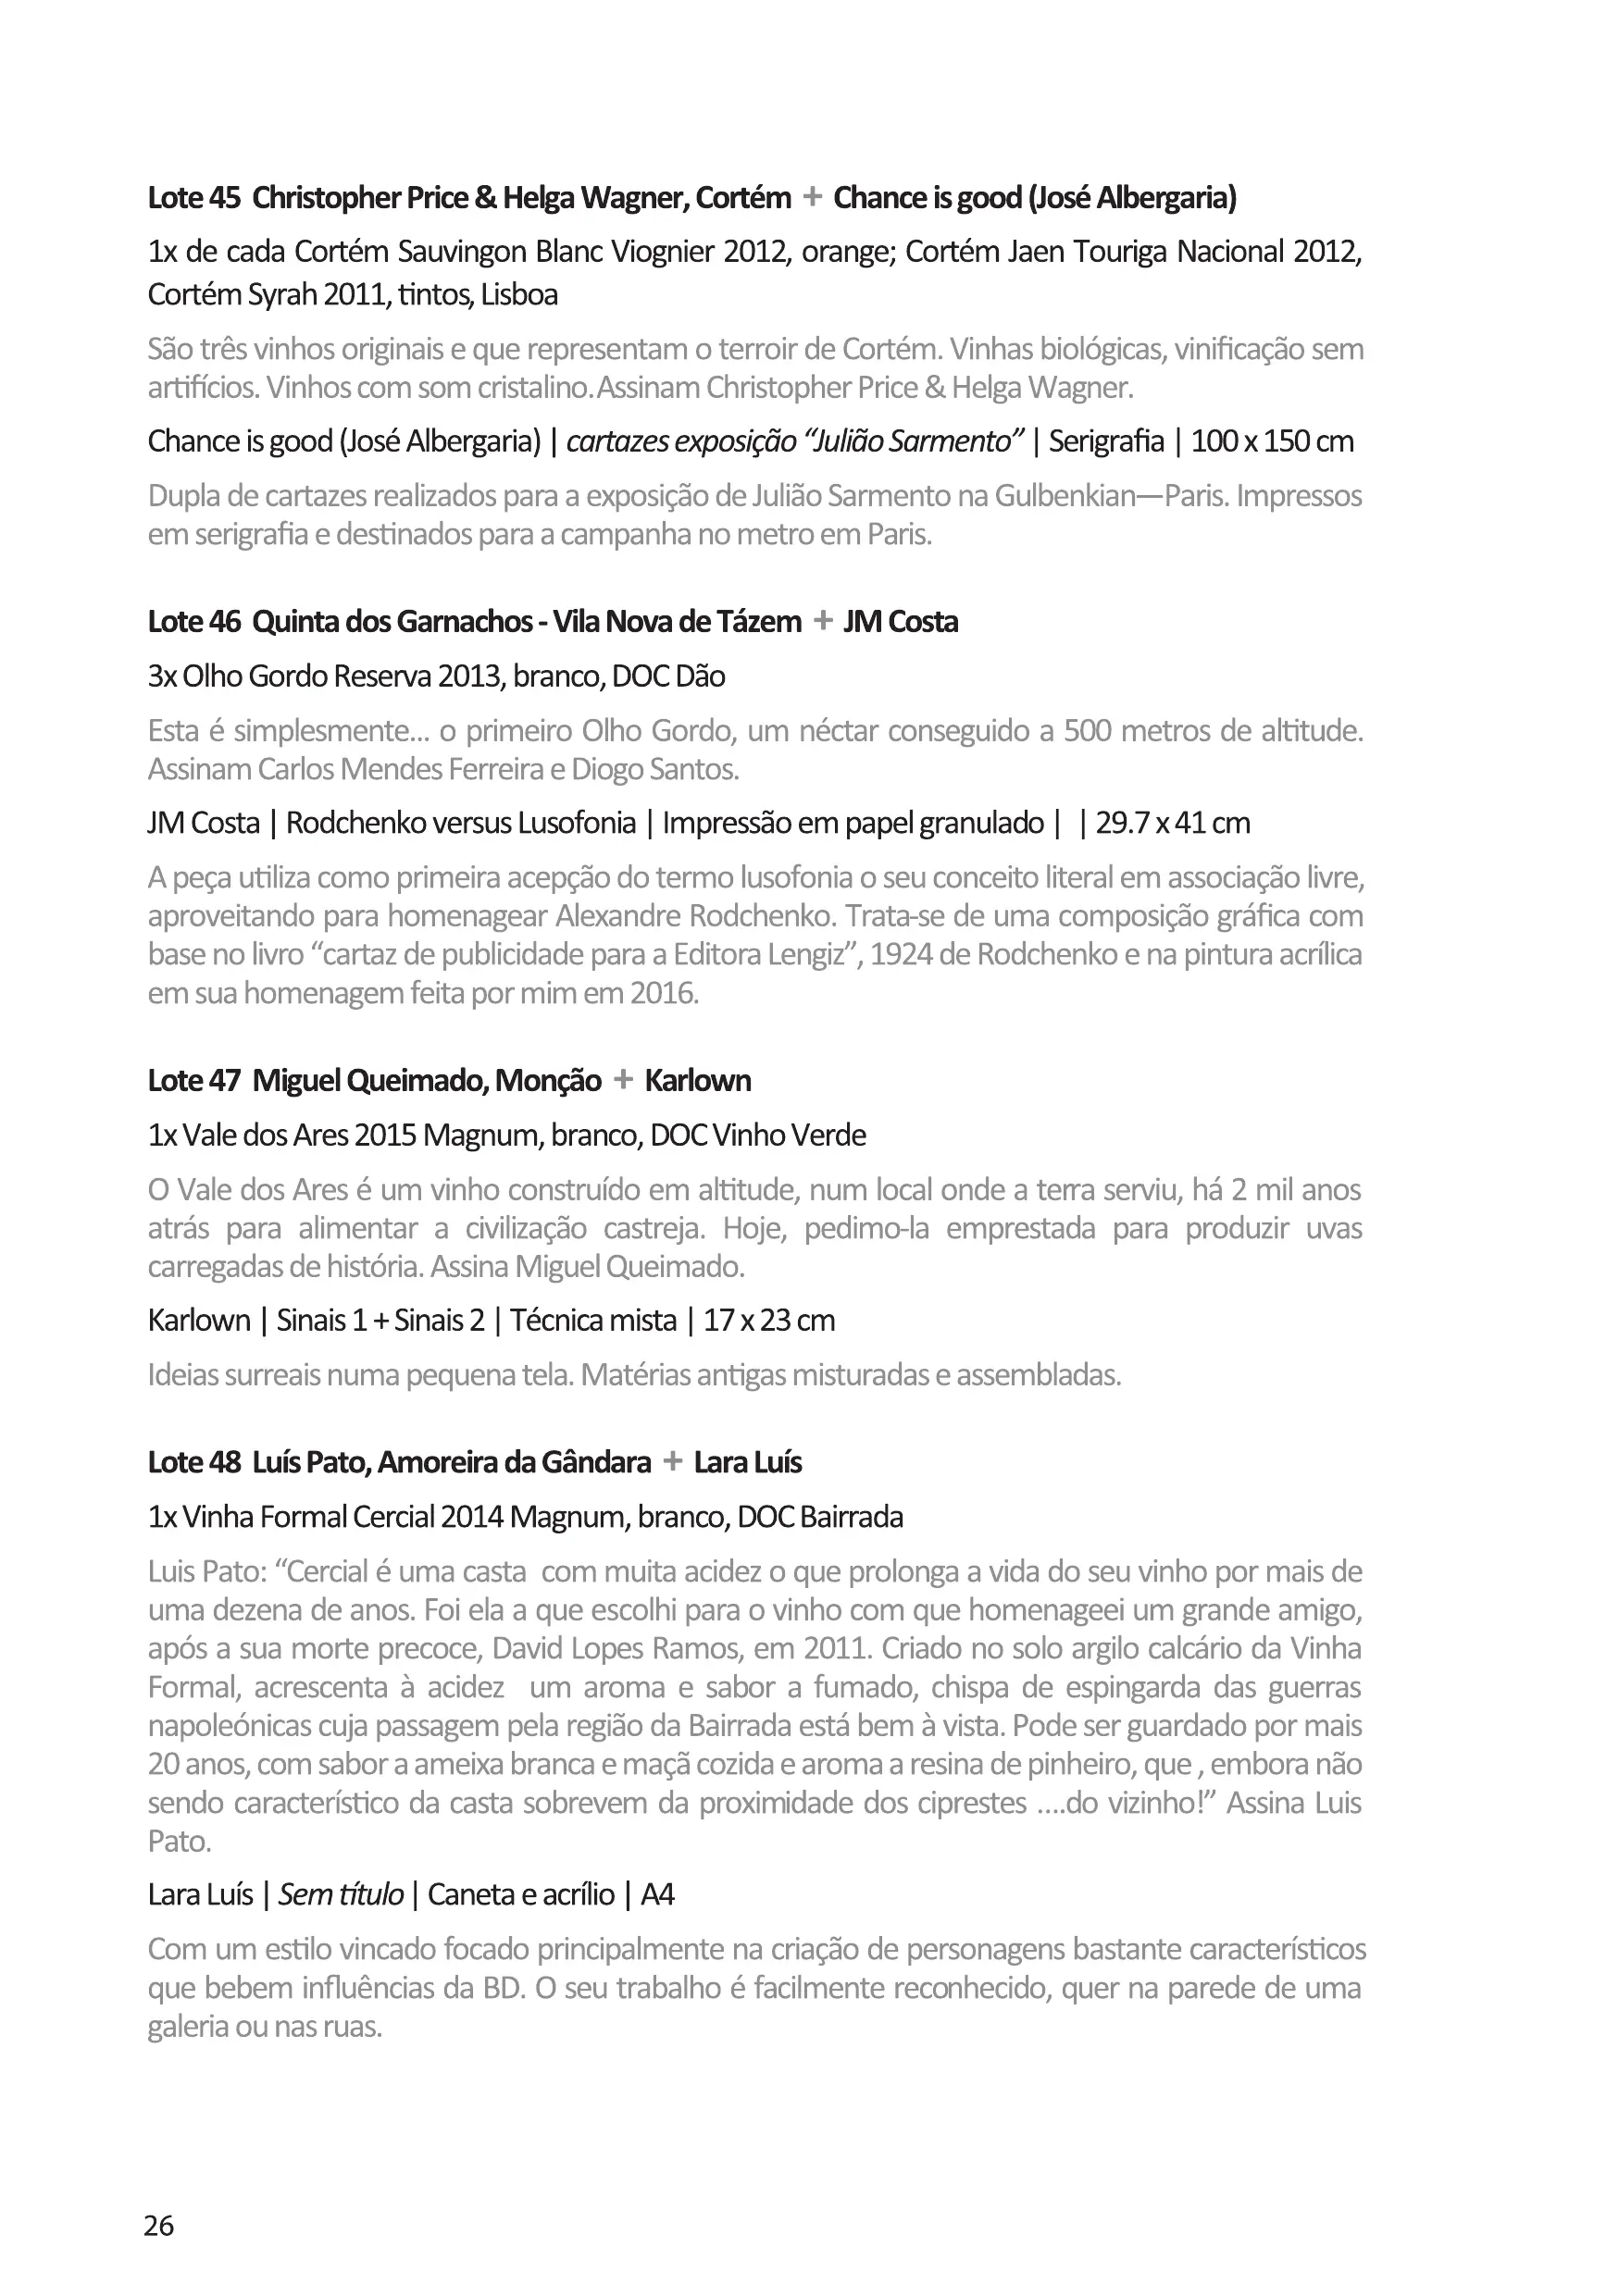 Lote 45 Christopher Price & Helga Wagner, Cortém + Chance is good (José Albergaria)
1x de cada Cortém Sauvingon Blanc Viognier 2012, orange; Cortém Jaen Touriga Nacional 2012,
Cortém Syrah 2011, tintos, Lisboa
São três vinhos originais e que representam o terroir de Cortém. Vinhas biológicas, vinificação sem
artifícios. Vinhos com som cristalino.Assinam Christopher Price & Helga Wagner.
Chance is good (José Albergaria) | cartazes exposição “Julião Sarmento” | Serigrafia | 100 x 150 cm
Dupla de cartazes realizados para a exposição de Julião Sarmento na Gulbenkian—Paris. Impressos
em serigrafia e destinados para a campanha no metro em Paris.
Lote 46 Quinta dos Garnachos - Vila Nova de Tázem + JM Costa
3x Olho Gordo Reserva 2013, branco, DOC Dão
Esta é simplesmente... o primeiro Olho Gordo, um néctar conseguido a 500 metros de altitude.
Assinam Carlos Mendes Ferreira e Diogo Santos.
JM Costa | Rodchenko versus Lusofonia | Impressão em papel granulado | | 29.7 x 41 cm
A peça utiliza como primeira acepção do termo lusofonia o seu conceito literal em associação livre,
aproveitando para homenagear Alexandre Rodchenko. Trata-se de uma composição gráfica com
base no livro “cartaz de publicidade para a Editora Lengiz”, 1924 de Rodchenko e na pintura acrílica
em sua homenagem feita por mim em 2016.
Lote 47 Miguel Queimado, Monção + Karlown
1x Vale dos Ares 2015 Magnum, branco, DOC Vinho Verde
O Vale dos Ares é um vinho construído em altitude, num local onde a terra serviu, há 2 mil anos
atrás para alimentar a civilização castreja. Hoje, pedimo-la emprestada para produzir uvas
carregadas de história. Assina Miguel Queimado.
Karlown | Sinais 1 + Sinais 2 | Técnica mista | 17 x 23 cm
Ideias surreais numa pequena tela. Matérias antigas misturadas e assembladas.
Lote 48 Luís Pato, Amoreira da Gândara + Lara Luís
1x Vinha Formal Cercial 2014 Magnum, branco, DOC Bairrada
Luis Pato: “Cercial é uma casta com muita acidez o que prolonga a vida do seu vinho por mais de
uma dezena de anos. Foi ela a que escolhi para o vinho com que homenageei um grande amigo,
após a sua morte precoce, David Lopes Ramos, em 2011. Criado no solo argilo calcário da Vinha
Formal, acrescenta à acidez um aroma e sabor a fumado, chispa de espingarda das guerras
napoleónicas cuja passagem pela região da Bairrada está bem à vista. Pode ser guardado por mais
20 anos, com sabor a ameixa branca e maçã cozida e aroma a resina de pinheiro, que , embora não
sendo característico da casta sobrevem da proximidade dos ciprestes ....do vizinho!” Assina Luis
Pato.
Lara Luís | Sem título | Caneta e acrílio | A4
Com um estilo vincado focado principalmente na criação de personagens bastante característicos
que bebem influências da BD. O seu trabalho é facilmente reconhecido, quer na parede de uma
galeria ou nas ruas.
26